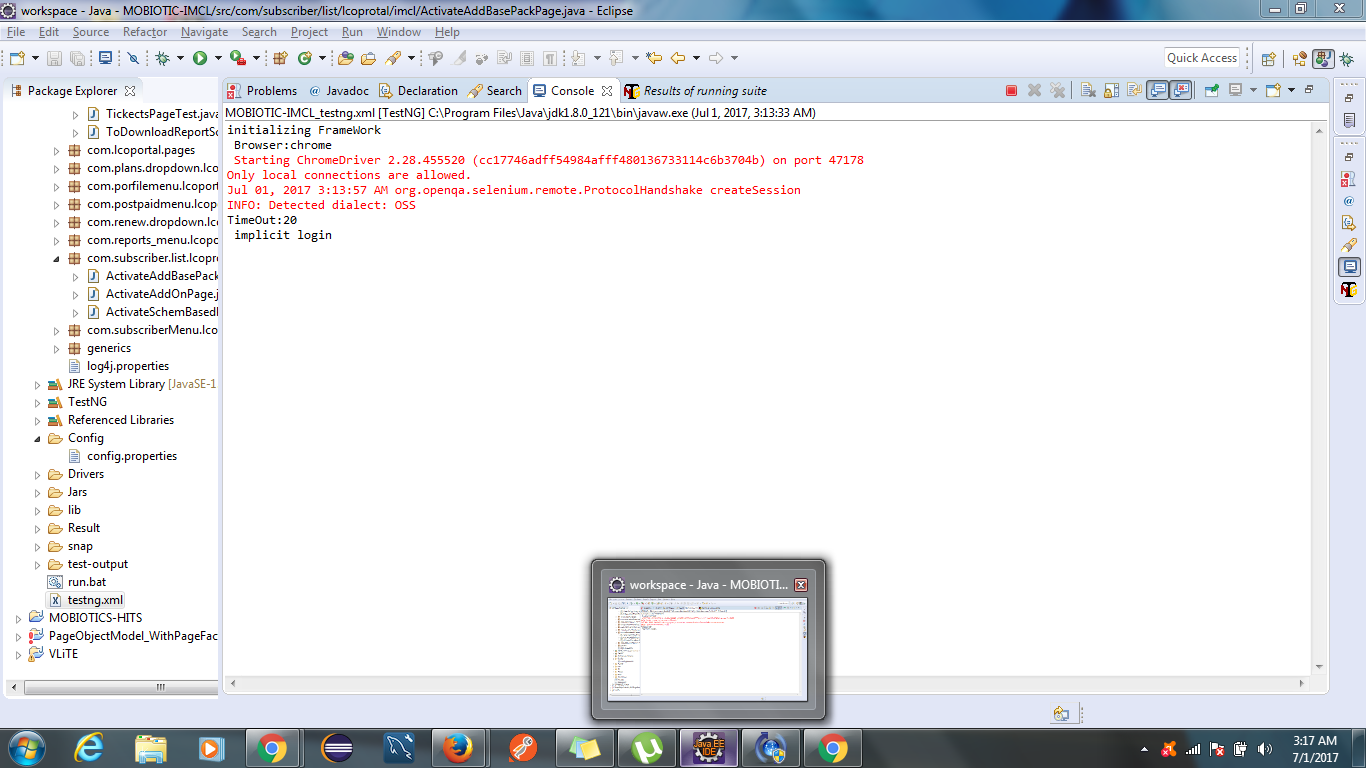 workspace - Java - MOBIOTIC-IMCL/src/com/subscriber/list/lcoprotal/imcl/ActivateAddBasePackPage.java - Eclipse
File Edit Source Refactor Navigate Search Project Run Window Help
Quick Access
Package Explorer
Problems @ Javadoc Declaration Search Console Results of running suite
MOBIOTIC-IMCL_testng.xml [TestNG] C:\Program Files\Java\jdk1.8.0_121\bin\javaw.exe (Jul 1, 2017, 3:13:33 AM)
initializing FrameWork
Browser:chrome
Starting ChromeDriver 2.28.455520 (cc17746adff54984afff480136733114c6b3704b) on port 47178
Only local connections are allowed.
Jul 01, 2017 3:13:57 AM org.openqa.selenium.remote.ProtocolHandshake createSession
INFO: Detected dialect: OSS
TimeOut:20
implicit login
TickectsPageTest.java
ToDownloadReportSc
com.lcoportal.pages
com.plans.dropdown.lco
com.porfilemenu.lcoport
com.postpaidmenu.lcop
com.renew.dropdown.lcc
com.reports_menu.lcopc
com.subscriber.list.lcopro
ActivateAddBasePack
ActivateAddOnPage.j
ActivateSchemBasedI
com.subscriberMenu.lco
generics
log4j.properties
JRE System Library [JavaSE-1
TestNG
Referenced Libraries
Config
config.properties
Drivers
Jars
lib
Result
snap
test-output
run.bat
testng.xml
MOBIOTICS-HITS
PageObjectModel_WithPageFac
VLiTE
workspace - Java - MOBIOTI...
Java EE
IDE
3:17 AM
7/1/2017